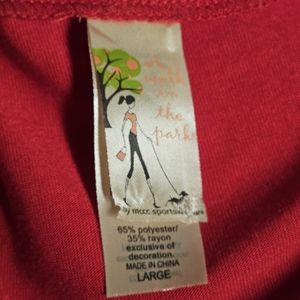 a
walk
in
the
park
by mccc sportswear
65% polyester/
35% rayon
exclusive of
decoration
MADE IN CHINA
LARGE